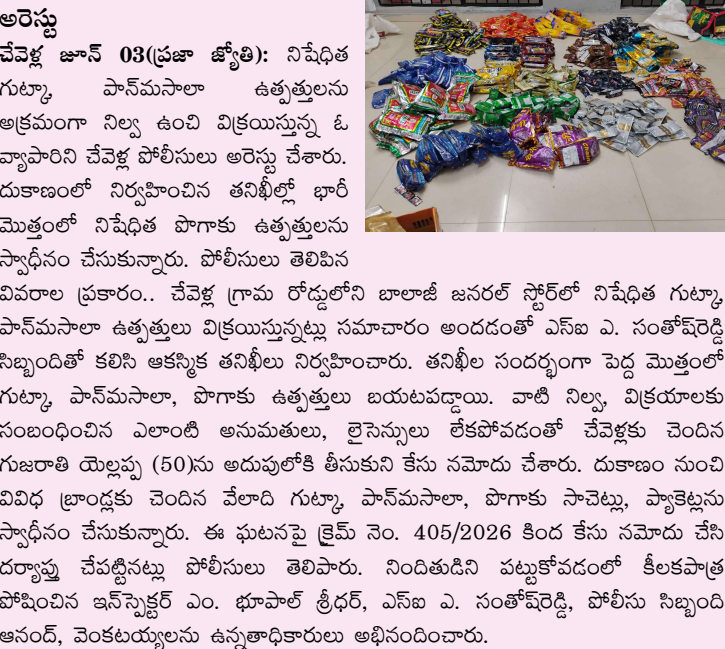 అరెస్టు
చేవెళ్ల జూన్ 03(ప్రజా జ్యోతి): నిషేధిత
గుట్కా, పాన్‌మసాలా ఉత్పత్తులను
అక్రమంగా నిల్వ ఉంచి విక్రయిస్తున్న ఓ
వ్యాపారిని చేవెళ్ల పోలీసులు అరెస్టు చేశారు.
దుకాణంలో నిర్వహించిన తనిఖీల్లో భారీ
మొత్తంలో నిషేధిత పొగాకు ఉత్పత్తులను
స్వాధీనం చేసుకున్నారు. పోలీసులు తెలిపిన
వివరాల ప్రకారం.. చేవెళ్ల గ్రామ రోడ్డులోని బాలాజీ జనరల్ స్టోర్‌లో నిషేధిత గుట్కా,
పాన్‌మసాలా ఉత్పత్తులు విక్రయిస్తున్నట్లు సమాచారం అందడంతో ఎస్ఐ ఎ. సంతోష్‌రెడ్డి
సిబ్బందితో కలిసి ఆకస్మిక తనిఖీలు నిర్వహించారు. తనిఖీల సందర్భంగా పెద్ద మొత్తంలో
గుట్కా, పాన్‌మసాలా, పొగాకు ఉత్పత్తులు బయటపడ్డాయి. వాటి నిల్వ, విక్రయాలకు
సంబంధించిన ఎలాంటి అనుమతులు, లైసెన్సులు లేకపోవడంతో చేవెళ్లకు చెందిన
గుజరాతి యెల్లప్ప (50)ను అదుపులోకి తీసుకుని కేసు నమోదు చేశారు. దుకాణం నుంచి
వివిధ బ్రాండ్లకు చెందిన వేలాది గుట్కా, పాన్‌మసాలా, పొగాకు సాచెట్లు, ప్యాకెట్లను
స్వాధీనం చేసుకున్నారు. ఈ ఘటనపై క్రైమ్ నెం. 405/2026 కింద కేసు నమోదు చేసి
దర్యాప్తు చేపట్టినట్లు పోలీసులు తెలిపారు. నిందితుడిని పట్టుకోవడంలో కీలకపాత్ర
పోషించిన ఇన్‌స్పెక్టర్ ఎం. భూపాల్ శ్రీధర్, ఎస్ఐ ఎ. సంతోష్‌రెడ్డి, పోలీసు సిబ్బంది
ఆనంద్, వెంకటయ్యలను ఉన్నతాధికారులు అభినందించారు.